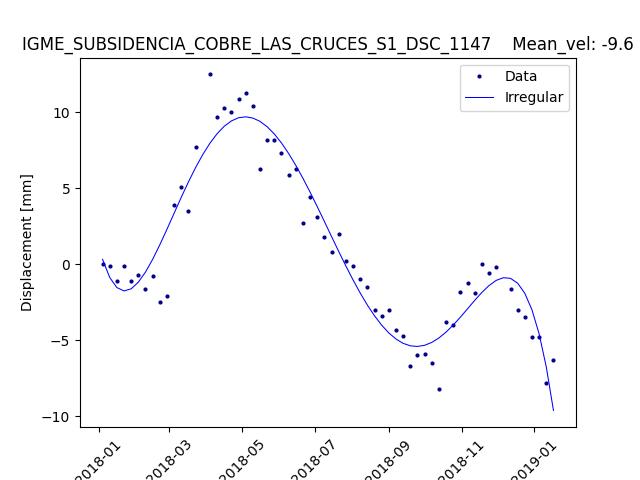 IGME_SUBSIDENCIA_COBRE_LAS_CRUCES_S1_DSC_1147    Mean_vel: -9.6
Data
Irregular
Displacement [mm]
10
5
0
−5
−10
2018-01 2018-03 2018-05 2018-07 2018-09 2018-11 2019-01